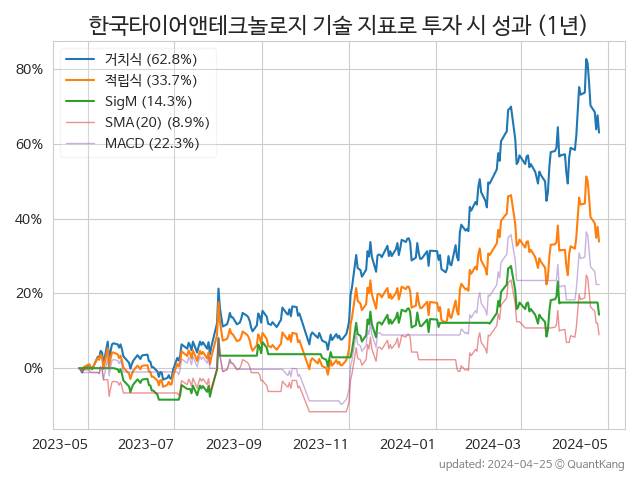 한국타이어앤테크놀로지 기술 지표로 투자 시 성과 (1년)
거치식 (62.8%)
적립식 (33.7%)
SigM (14.3%)
SMA(20) (8.9%)
MACD (22.3%)
80%
60%
40%
20%
0%
2023-05 2023-07 2023-09 2023-11 2024-01 2024-03 2024-05
updated: 2024-04-25 © QuantKang